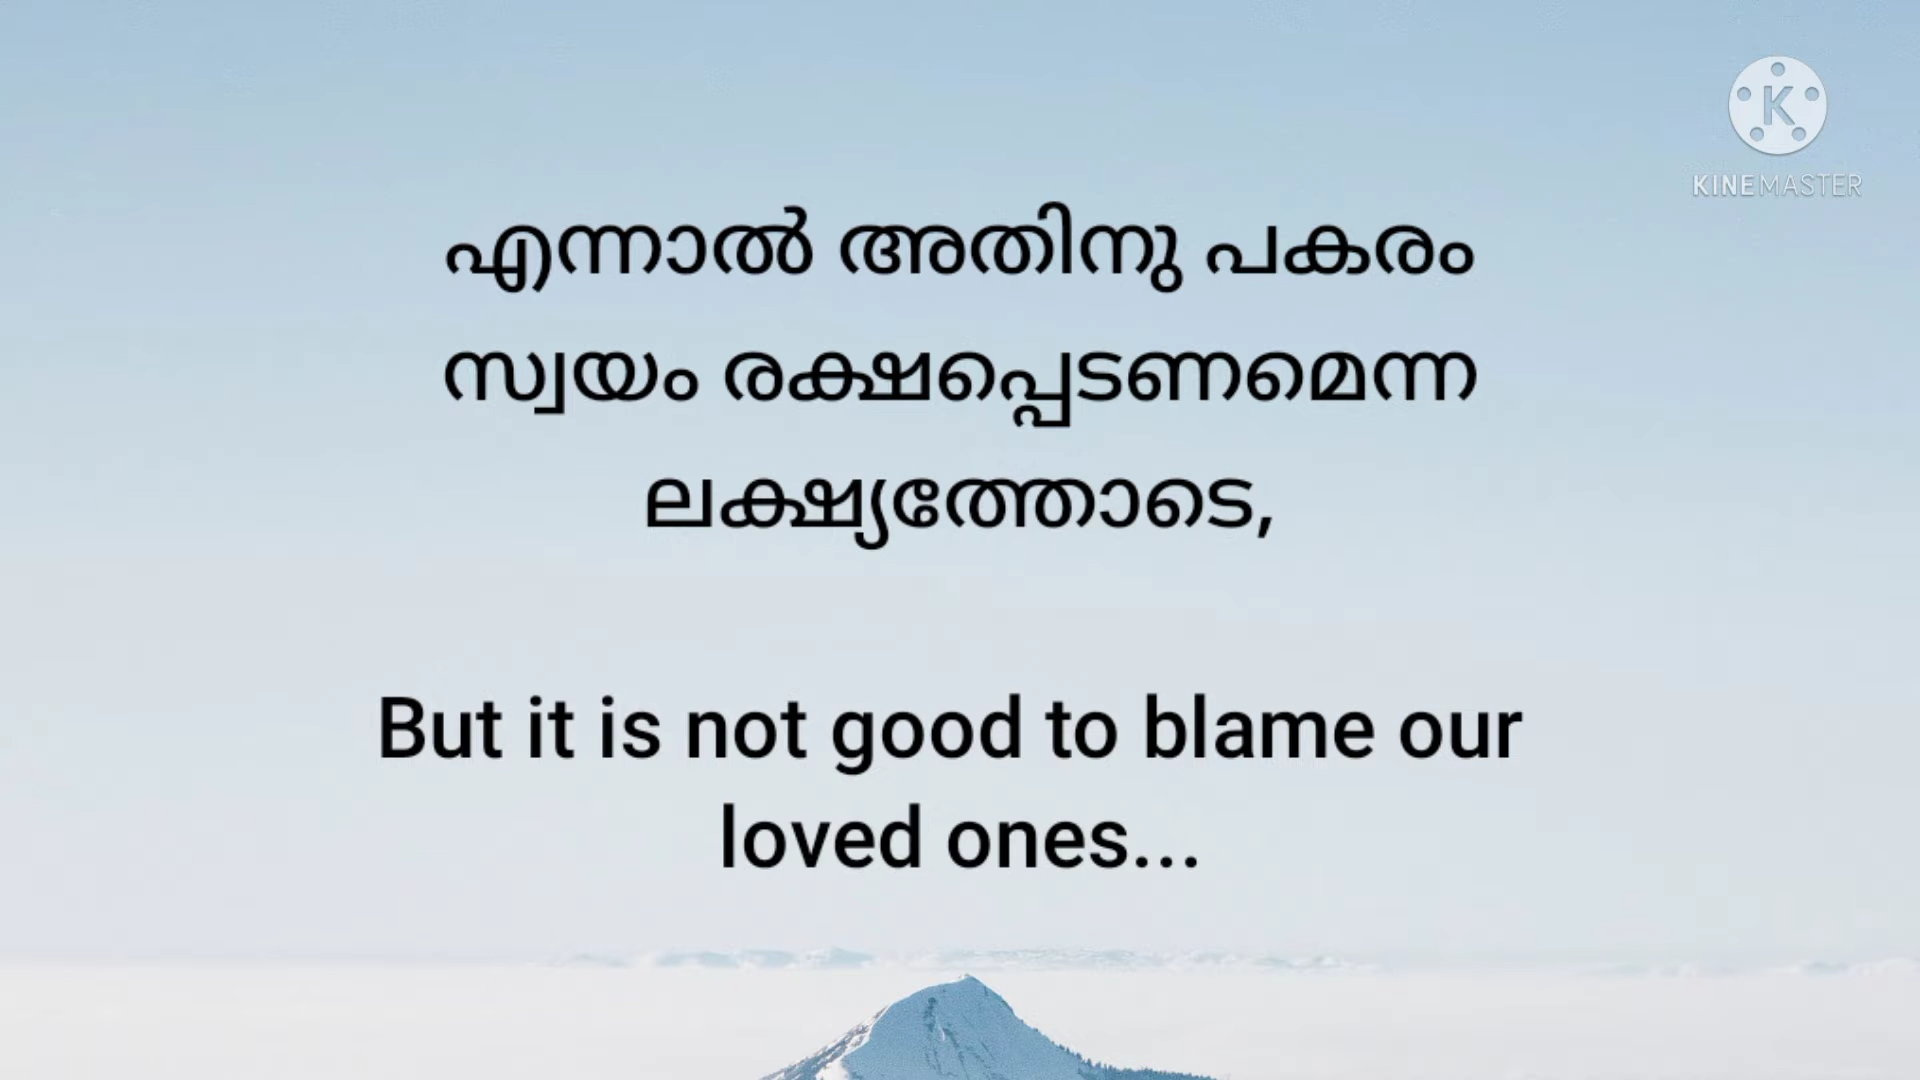 K
KINEMASTER
എന്നാൽ അതിനു പകരം
സ്വയം രക്ഷപ്പെടണമെന്ന
ലക്ഷ്യത്തോടെ,
But it is not good to blame our
loved ones...